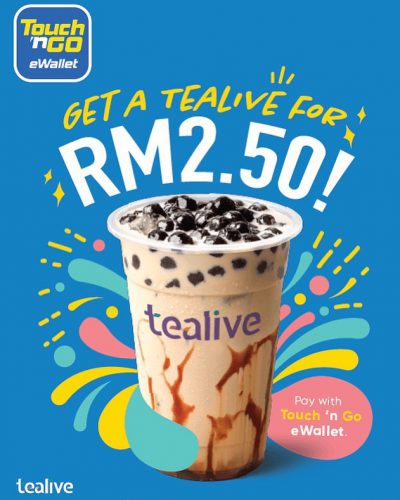 Touch
'n GO
eWallet
GET A TEALIVE FOR
RM2.50!
tealive
Pay with
Touch 'n Go
eWallet.
tealive